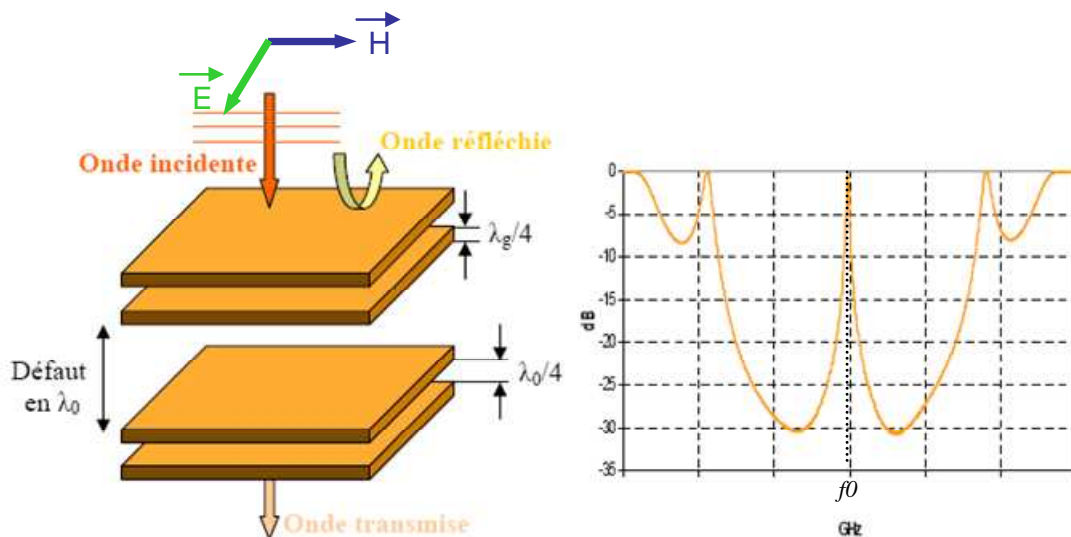 H
E
Onde incidente
Onde réfléchie
λg/4
Défaut
en λ0
λ0/4
Onde transmise
0
-5
-10
-15
-20
-25
-30
-35
dB
f0
GHz